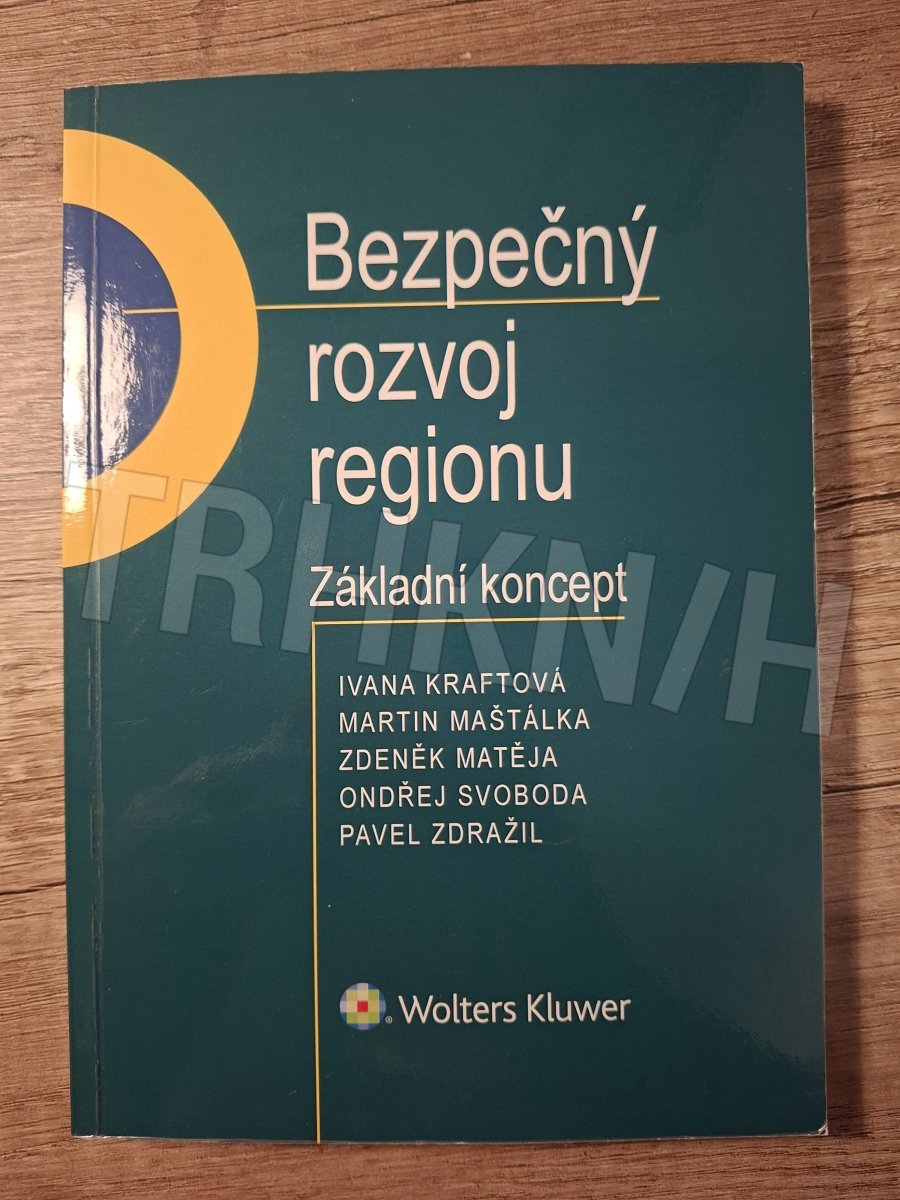 Bezpečný
rozvoj
regionu
Základní koncept
IVANA KRAFTOVÁ
MARTIN MAŠTÁLKA
ZDENĚK MATĚJA
ONDŘEJ SVOBODA
PAVEL ZDRAŽIL
®
Wolters Kluwer
TRHKNIH